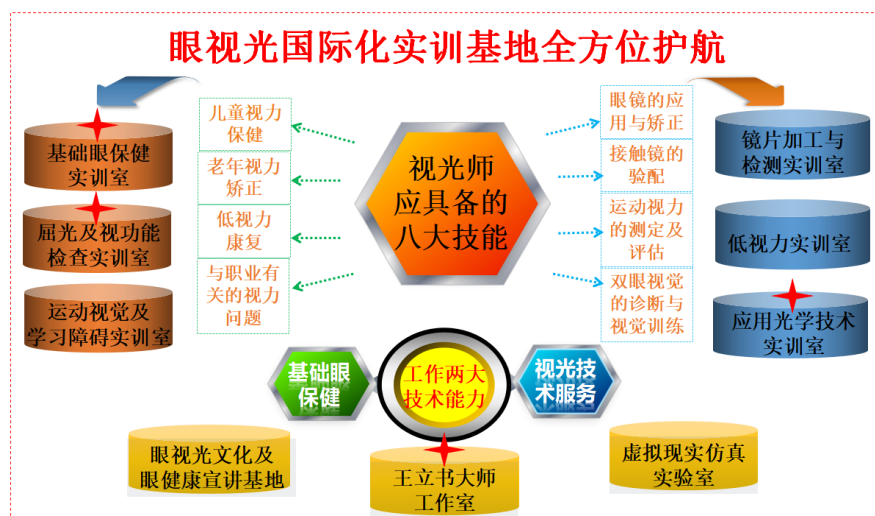 眼视光国际化实训基地全方位护航
基础眼保健
实训室
屈光及视功能
检查实训室
运动视觉及
学习障碍实训室
儿童视力
保健
老年视力
矫正
低视力
康复
与职业有
关的视力
问题
视光师
应具备的
八大技能
眼镜的应
用与矫正
接触镜的
验配
运动视力
的测定及
评估
双眼视觉
的诊断与
视觉训练
镜片加工与
检测实训室
低视力实训室
应用光学技术
实训室
基础眼
保健
工作两大
技术能力
视光技
术服务
眼视光文化及
眼健康宣讲基地
王立书大师
工作室
虚拟现实仿真
实验室